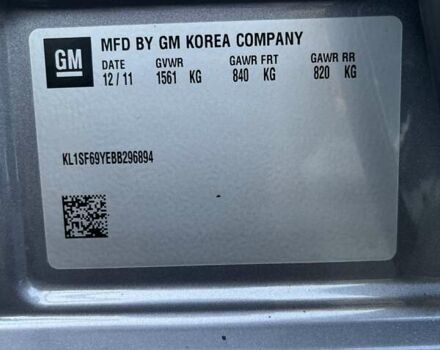 GM
MFD BY GM KOREA COMPANY
DATE GVWR GAWR FRT GAWR RR
12 / 11 1561 KG 840 KG 820 KG
KL1SF69YEBB296894